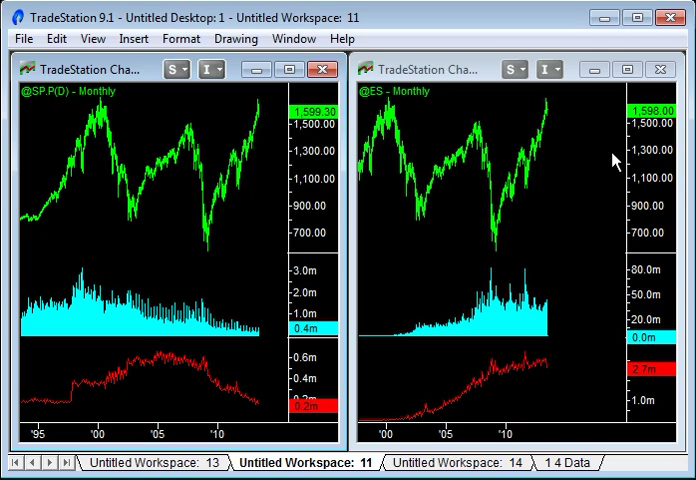 TradeStation 9.1 - Untitled Desktop: 1 - Untitled Workspace: 11
File Edit View Insert Format Drawing Window Help
TradeStation Cha...
S
I
@SP.P(D) - Monthly
1,599.30
1,500.00
1,300.00
1,100.00
900.00
700.00
3.0m
2.0m
1.0m
0.4m
0.6m
0.4m
0.2m
0.2m
'95 '00 '05 '10
TradeStation Cha...
S
I
@ES - Monthly
1,598.00
1,500.00
1,300.00
1,100.00
900.00
700.00
80.0m
50.0m
20.0m
0.0m
2.7m
1.0m
'00 '05 '10
Untitled Workspace: 13 Untitled Workspace: 11 Untitled Workspace: 14 1 4 Data